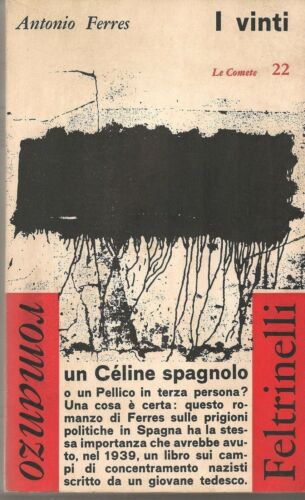 Antonio Ferres
I vinti
Le Comete 22
romanzo
Feltrinelli
un Céline spagnolo
o un Pellico in terza persona?
Una cosa è certa: questo ro-
manzo di Ferres sulle prigioni
politiche in Spagna ha la stes-
sa importanza che avrebbe avu-
to, nel 1939, un libro sui cam-
pi di concentramento nazisti
scritto da un giovane tedesco.